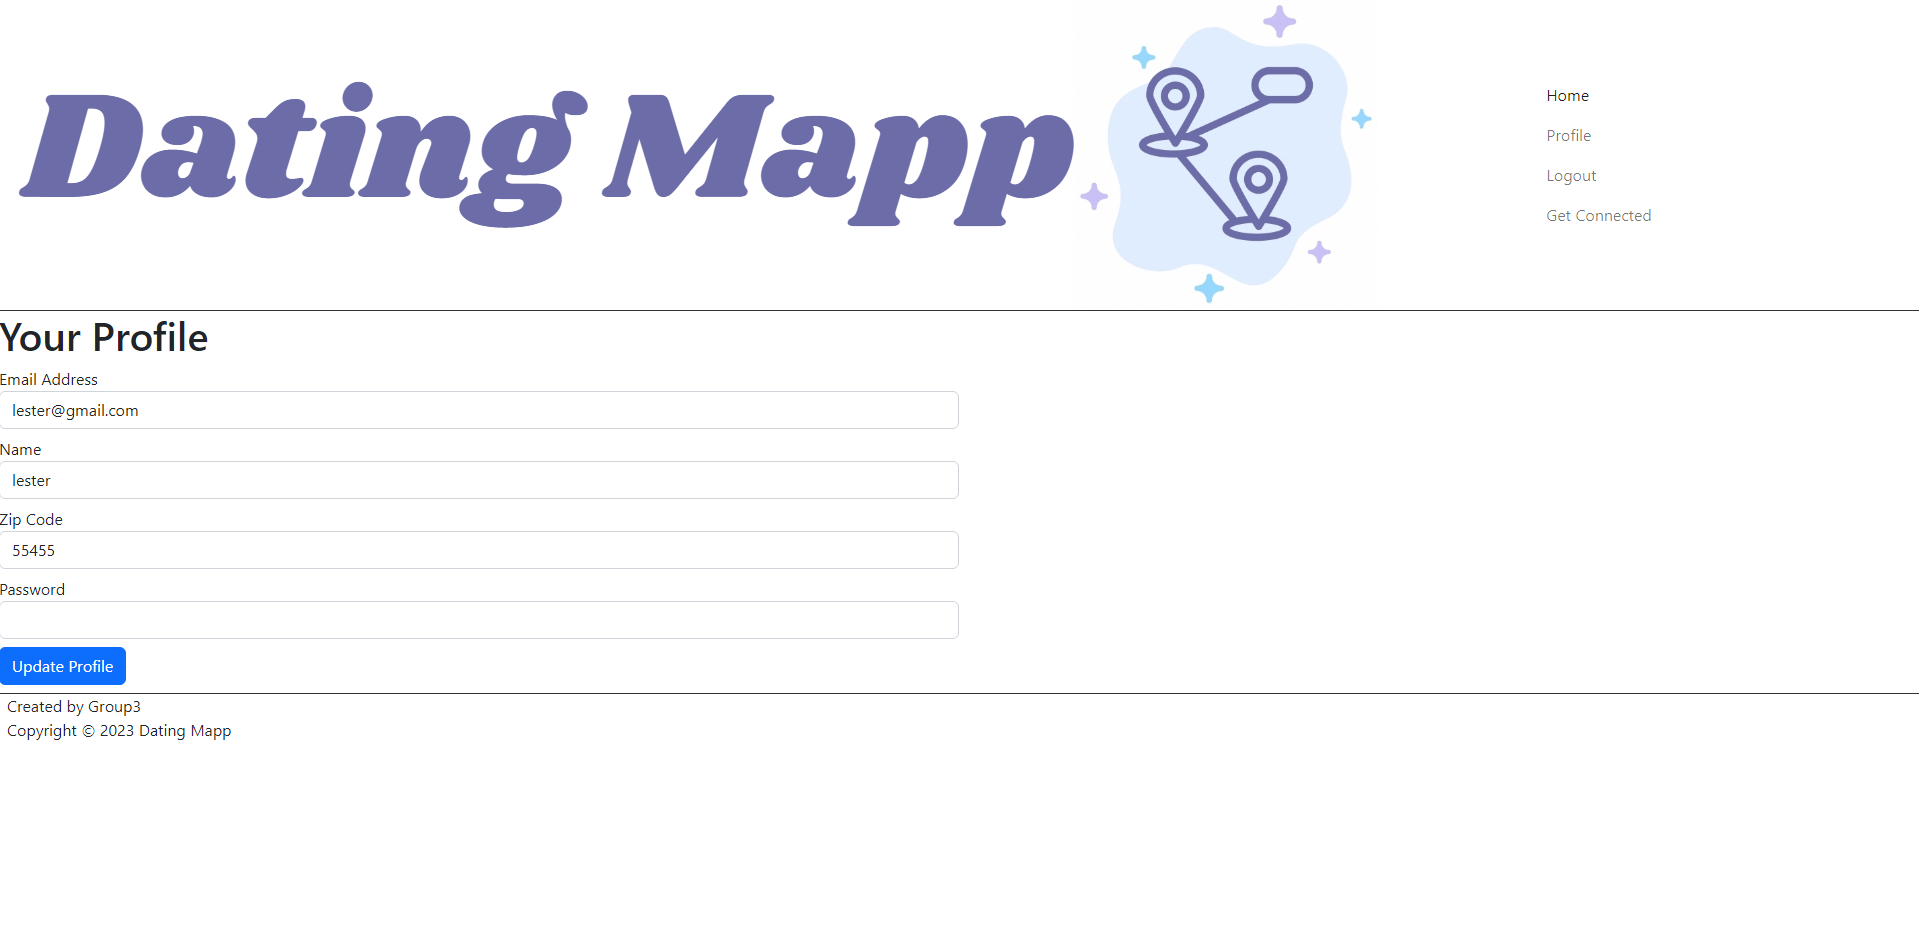 Dating Mapp
Home
Profile
Logout
Get Connected
Your Profile
Email Address
lester@gmail.com
Name
lester
Zip Code
55455
Password
Update Profile
Created by Group3
Copyright © 2023 Dating Mapp